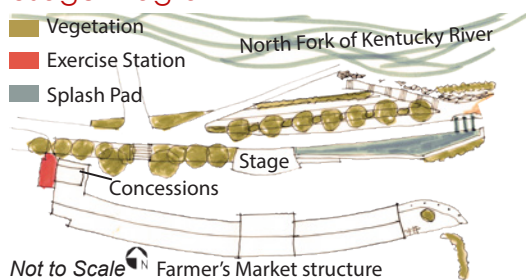 Vegetation
North Fork of Kentucky River
Exercise Station
Splash Pad
Stage
Concessions
Not to Scale N Farmer's Market structure